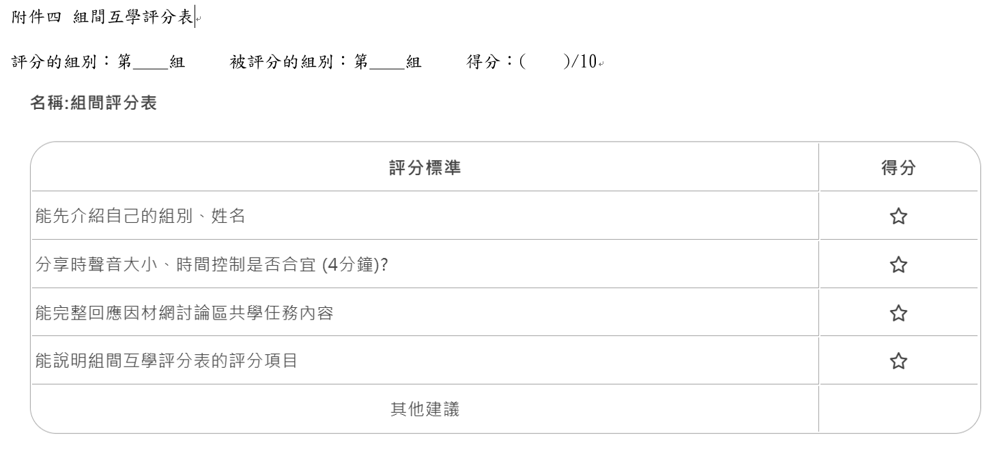 附件四 組間互學評分表
評分的組別：第____組 被評分的組別：第____組 得分：( )/10
名稱:組間評分表
評分標準 得分
能先介紹自己的組別、姓名 ☆
分享時聲音大小、時間控制是否合宜 (4分鐘)? ☆
能完整回應因材網討論區共學任務內容 ☆
能說明組間互學評分表的評分項目 ☆
其他建議